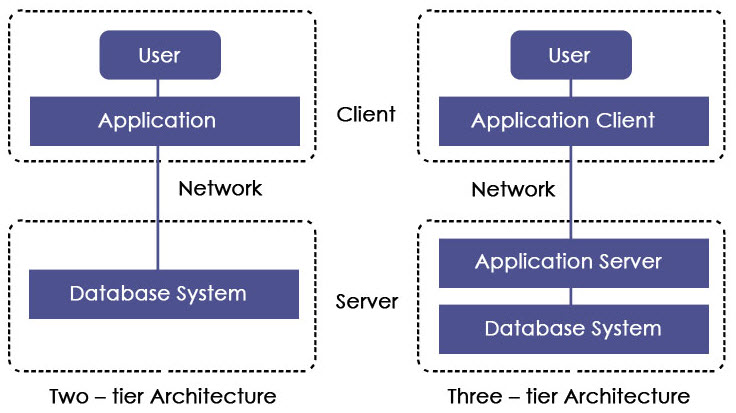 User
User
Application
Client
Application Client
Network
Network
Application Server
Database System
Server
Database System
Two – tier Architecture
Three – tier Architecture